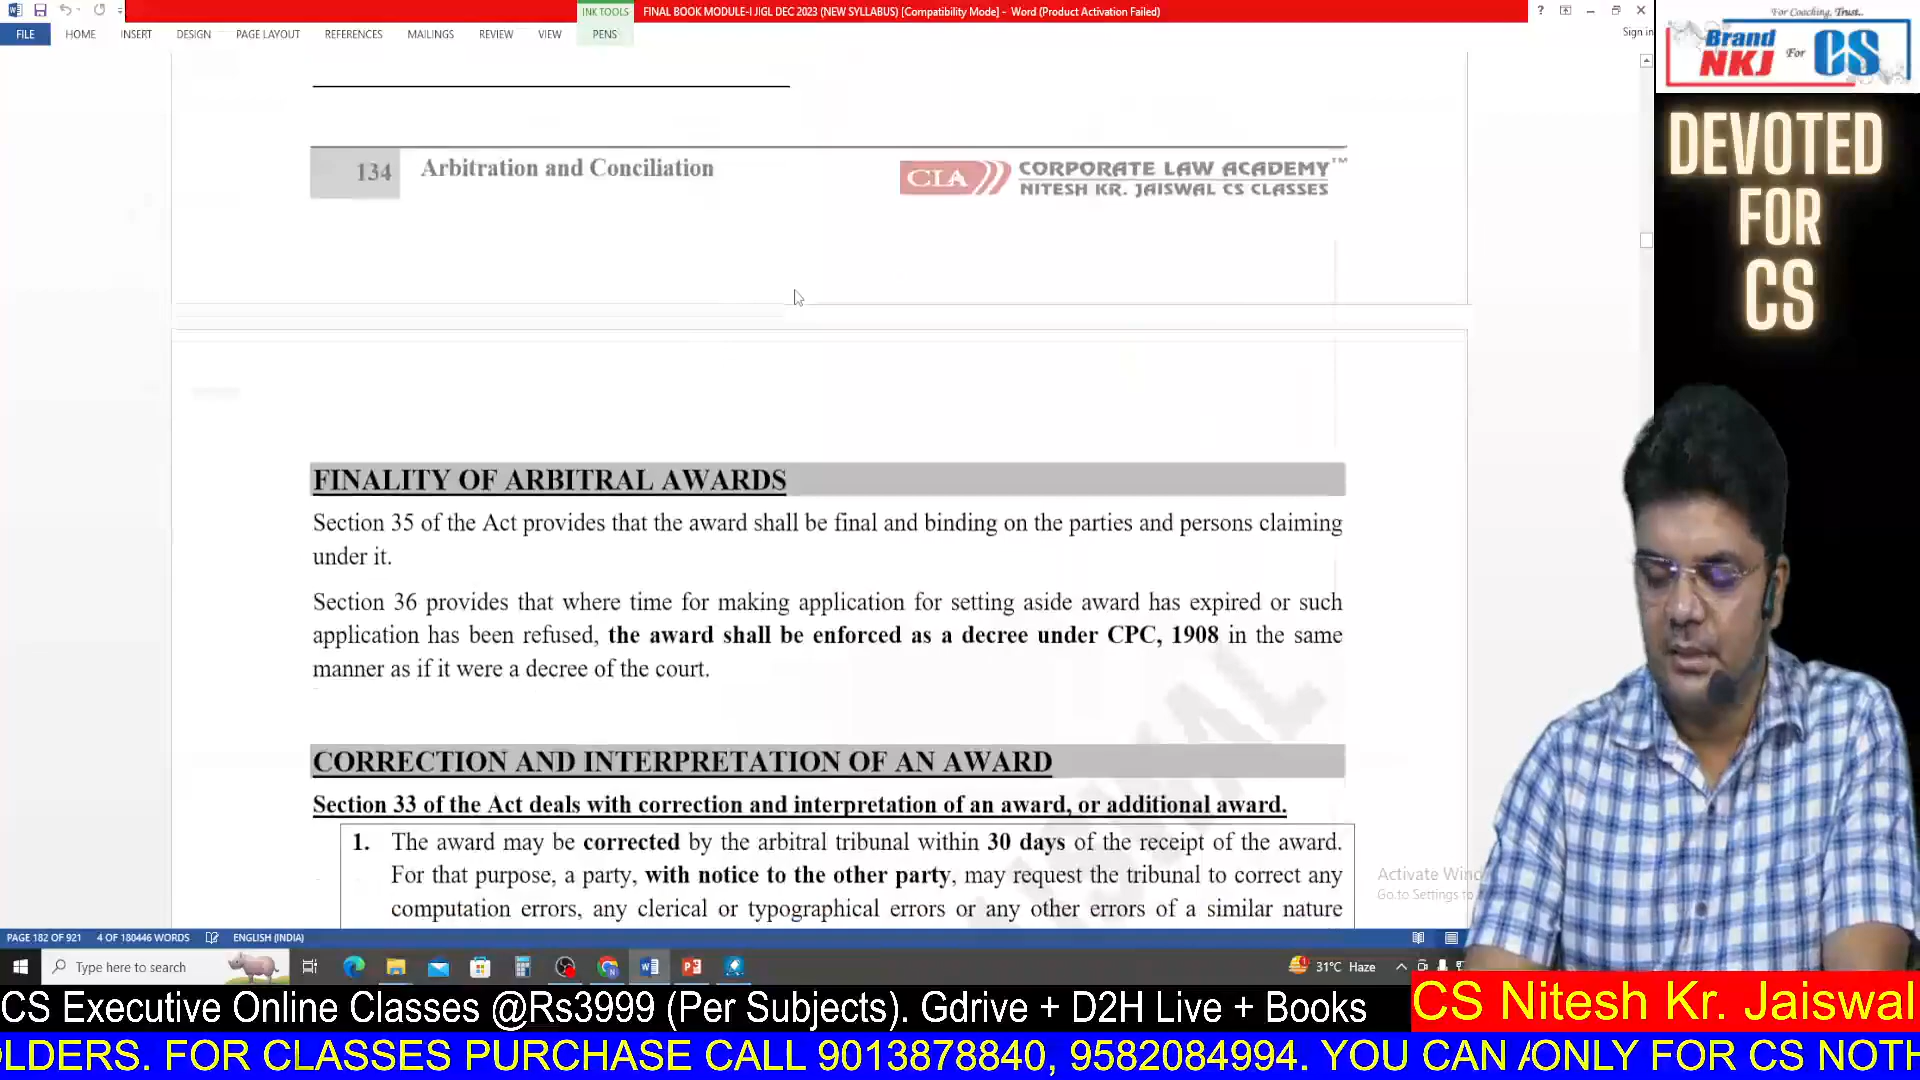 INK TOOLS
FINAL BOOK MODULE-I JIGL DEC 2023 (NEW SYLLABUS) [Compatibility Mode] - Word (Product Activation Failed)
FILE HOME INSERT DESIGN PAGE LAYOUT REFERENCES MAILINGS REVIEW VIEW PENS
Sign in
For Coaching, Trust..
Brand NKJ For CS
DEVOTED
FOR
CS
134 Arbitration and Conciliation
CORPORATE LAW ACADEMY™
NITESH KR. JAISWAL CS CLASSES
FINALITY OF ARBITRAL AWARDS
Section 35 of the Act provides that the award shall be final and binding on the parties and persons claiming
under it.
Section 36 provides that where time for making application for setting aside award has expired or such
application has been refused, the award shall be enforced as a decree under CPC, 1908 in the same
manner as if it were a decree of the court.
CORRECTION AND INTERPRETATION OF AN AWARD
Section 33 of the Act deals with correction and interpretation of an award, or additional award.
1. The award may be corrected by the arbitral tribunal within 30 days of the receipt of the award.
For that purpose, a party, with notice to the other party, may request the tribunal to correct any
computation errors, any clerical or typographical errors or any other errors of a similar nature
Activate Wind
Go to Settings to
PAGE 182 OF 921 4 OF 180446 WORDS ENGLISH (INDIA)
Type here to search
31°C Haze
CS Executive Online Classes @Rs3999 (Per Subjects). Gdrive + D2H Live + Books
CS Nitesh Kr. Jaiswal
OLDERS. FOR CLASSES PURCHASE CALL 9013878840, 9582084994. YOU CAN
ONLY FOR CS NOTH